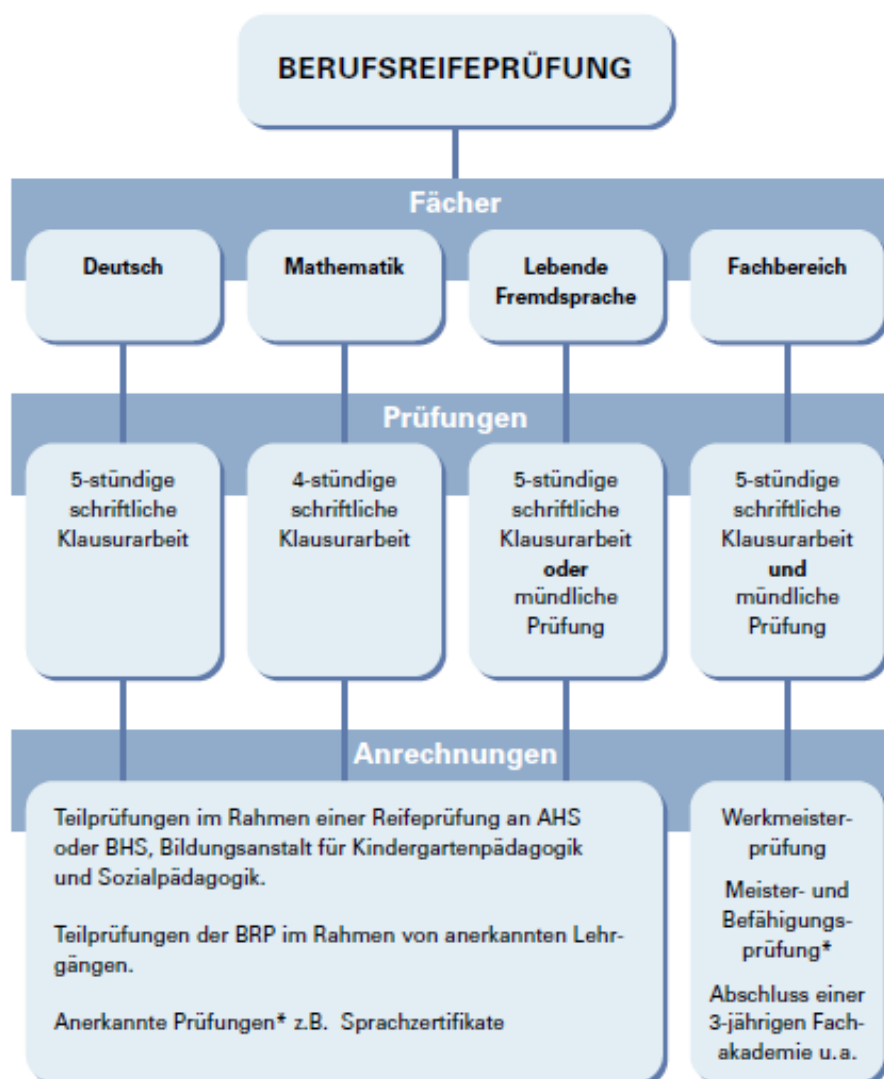 BERUFSREIFEPRÜFUNG
Fächer
Deutsch
Mathematik
Lebende
Fremdsprache
Fachbereich
Prüfungen
5-stündige
schriftliche
Klausurarbeit
4-stündige
schriftliche
Klausurarbeit
5-stündige
schriftliche
Klausurarbeit
oder
mündliche
Prüfung
5-stündige
schriftliche
Klausurarbeit
und
mündliche
Prüfung
Anrechnungen
Teilprüfungen im Rahmen einer Reifeprüfung an AHS
oder BHS, Bildungsanstalt für Kindergartenpädagogik
und Sozialpädagogik.
Teilprüfungen der BRP im Rahmen von anerkannten Lehr-
gängen.
Anerkannte Prüfungen* z.B. Sprachzertifikate
Werkmeister-
prüfung
Meister- und
Befähigungs-
prüfung*
Abschluss einer
3-jährigen Fach-
akademie u.a.